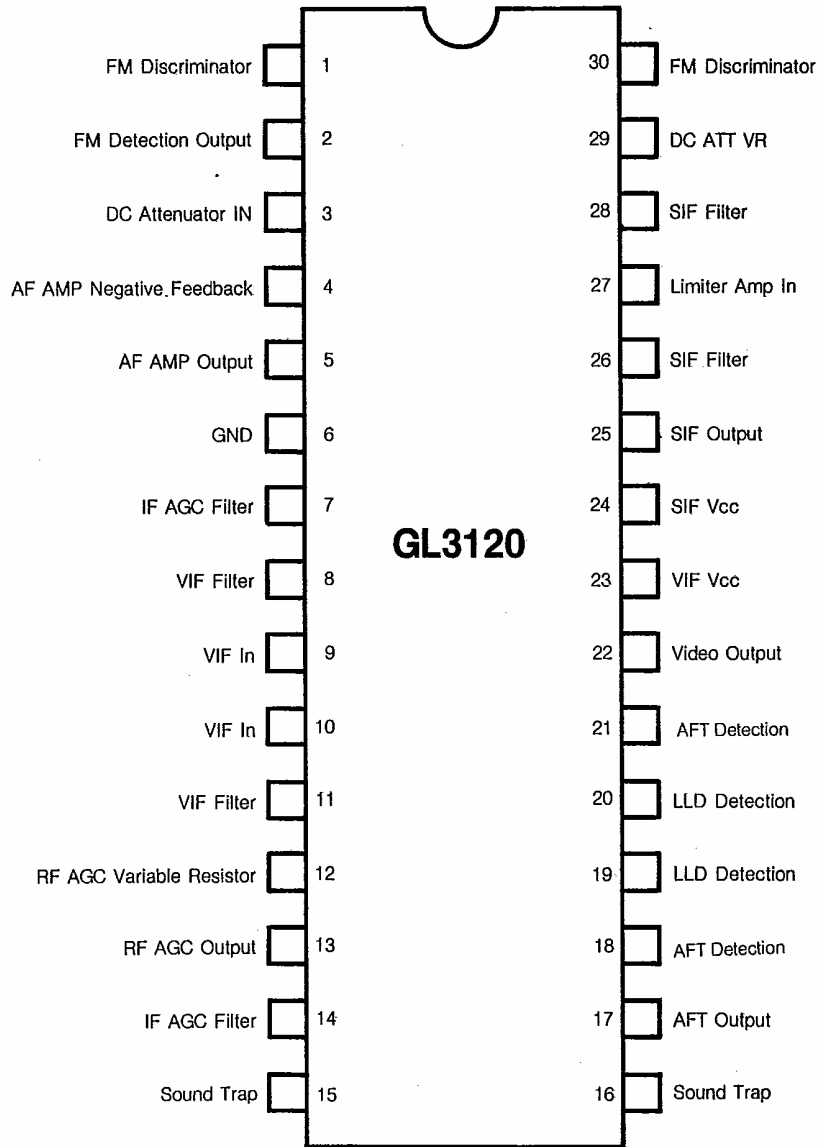 FM Discriminator 1 30 FM Discriminator
FM Detection Output 2 29 DC ATT VR
DC Attenuator IN 3 28 SIF Filter
AF AMP Negative.Feedback 4 27 Limiter Amp In
AF AMP Output 5 26 SIF Filter
GND 6 25 SIF Output
IF AGC Filter 7 24 SIF Vcc
GL3120
VIF Filter 8 23 VIF Vcc
VIF In 9 22 Video Output
VIF In 10 21 AFT Detection
VIF Filter 11 20 LLD Detection
RF AGC Variable Resistor 12 19 LLD Detection
RF AGC Output 13 18 AFT Detection
IF AGC Filter 14 17 AFT Output
Sound Trap 15 16 Sound Trap